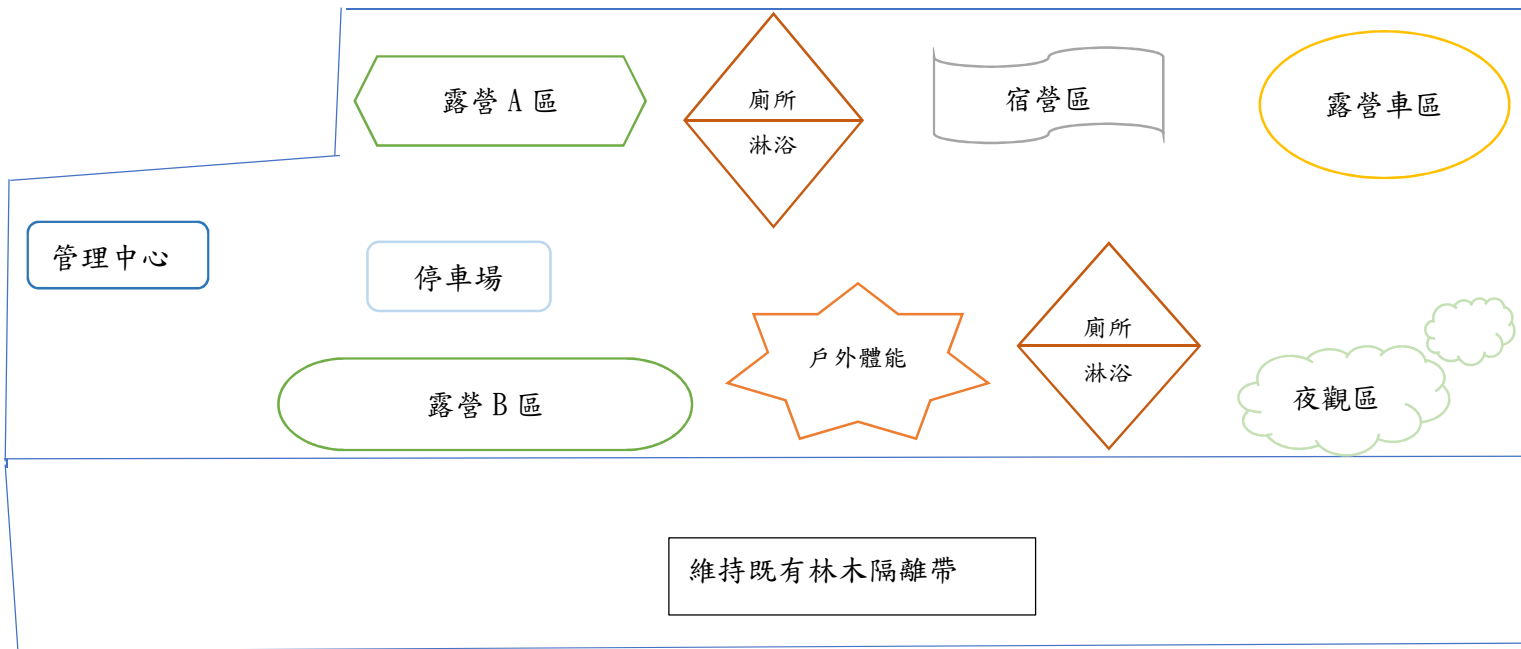 露營 A 區
廁所
淋浴
宿營區
露營車區
管理中心
停車場
戶外體能
廁所
淋浴
露營 B 區
夜觀區
維持既有林木隔離帶